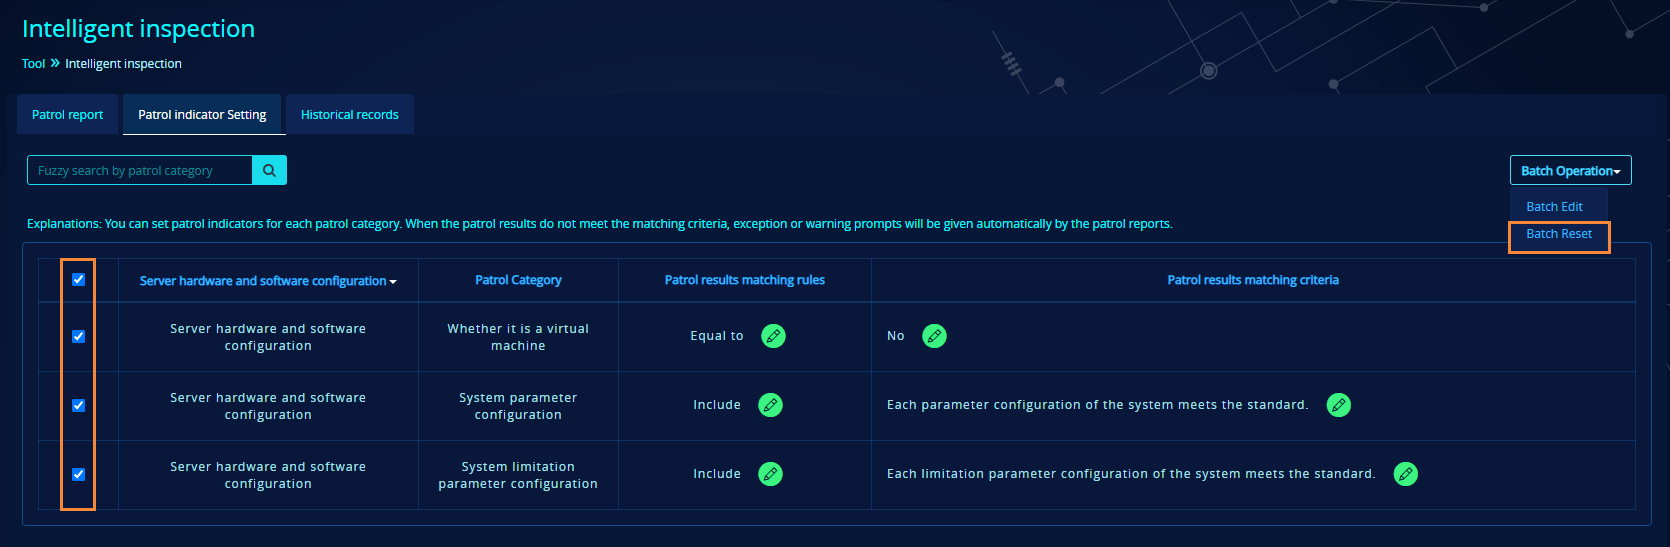 Intelligent inspection
Tool » Intelligent inspection
Patrol report
Patrol indicator Setting
Historical records
Fuzzy search by patrol category
Batch Operation
Batch Edit
Batch Reset
Explanations: You can set patrol indicators for each patrol category. When the patrol results do not meet the matching criteria, exception or warning prompts will be given automatically by the patrol reports.
Server hardware and software configuration
Patrol Category
Patrol results matching rules
Patrol results matching criteria
Server hardware and software
configuration
Whether it is a virtual
machine
Equal to
No
Server hardware and software
configuration
System parameter
configuration
Include
Each parameter configuration of the system meets the standard.
Server hardware and software
configuration
System limitation
parameter configuration
Include
Each limitation parameter configuration of the system meets the standard.